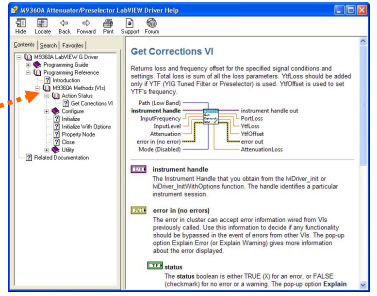 M9360A Attenuator/Preselector LabVIEW Driver Help
Hide Locate Back Forward Print Support Forum
Contents Search Favorites
M9360A LabVIEW G Driver
Programming Guide
Programming Reference
Introduction
M9360A Methods (VIs)
Action Status
Get Corrections VI
Configure
Initialize
Initialize With Options
Property Node
Close
Utility
Related Documentation
Get Corrections VI
Returns loss and frequency offset for the specified signal conditions and
settings. Total loss is sum of all the loss parameters. YtfLoss should be added
only if YTF (YIG Tuned Filter or Preselector) is used. YtfOffset is used to set
YTF's frequency.
Path (Low Band)
instrument handle
InputFrequency
InputLevel
Attenuation
error in (no error)
Mode (Disabled)
instrument handle out
PortLoss
YtfLoss
YtfOffset
error out
AttenuationLoss
instrument handle
The Instrument Handle that you obtain from the IviDriver_init or
IviDriver_InitWithOptions function. The handle identifies a particular
instrument session.
error in (no errors)
The error in cluster can accept error information wired from VIs
previously called. Use this information to decide if any functionality
should be bypassed in the event of errors from other VIs. The pop-up
option Explain Error (or Explain Warning) gives more information
about the error displayed.
TF status
The status boolean is either TRUE (X) for an error, or FALSE
(checkmark) for no error or a warning. The pop-up option Explain